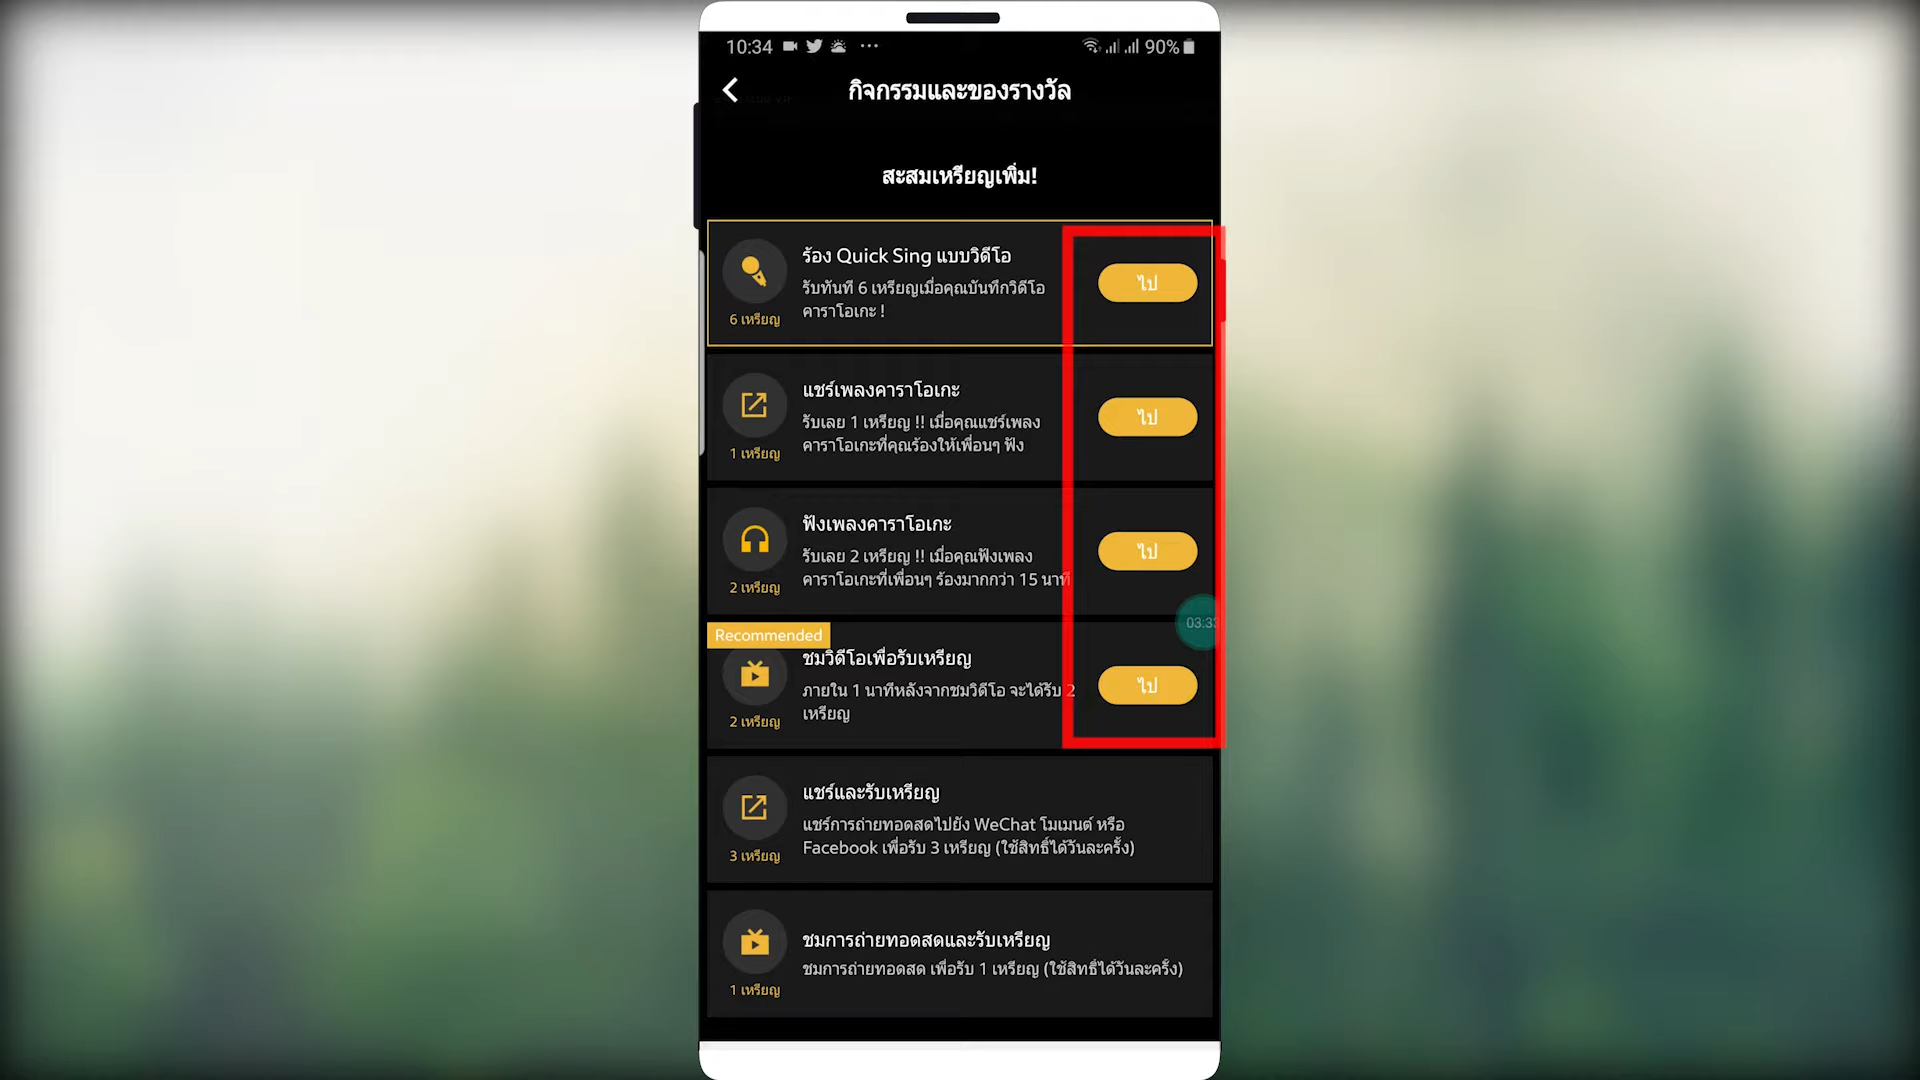 10:34
90%
กิจกรรมและของรางวัล
สะสมเหรียญเพิ่ม!
ร้อง Quick Sing แบบวิดีโอ
รับทันที 6 เหรียญเมื่อคุณบันทึกวิดีโอ
คาราโอเกะ !
6 เหรียญ
ไป
แชร์เพลงคาราโอเกะ
รับเลย 1 เหรียญ !! เมื่อคุณแชร์เพลง
คาราโอเกะที่คุณร้องให้เพื่อนๆ ฟัง
1 เหรียญ
ไป
ฟังเพลงคาราโอเกะ
รับเลย 2 เหรียญ !! เมื่อคุณฟังเพลง
คาราโอเกะที่เพื่อนๆ ร้องมากกว่า 15 นาที
2 เหรียญ
ไป
03:33
Recommended
ชมวิดีโอเพื่อรับเหรียญ
ภายใน 1 นาทีหลังจากชมวิดีโอ จะได้รับ 2
เหรียญ
2 เหรียญ
ไป
แชร์และรับเหรียญ
แชร์การถ่ายทอดสดไปยัง WeChat โมเมนต์ หรือ
Facebook เพื่อรับ 3 เหรียญ (ใช้สิทธิ์ได้วันละครั้ง)
3 เหรียญ
ชมการถ่ายทอดสดและรับเหรียญ
ชมการถ่ายทอดสด เพื่อรับ 1 เหรียญ (ใช้สิทธิ์ได้วันละครั้ง)
1 เหรียญ